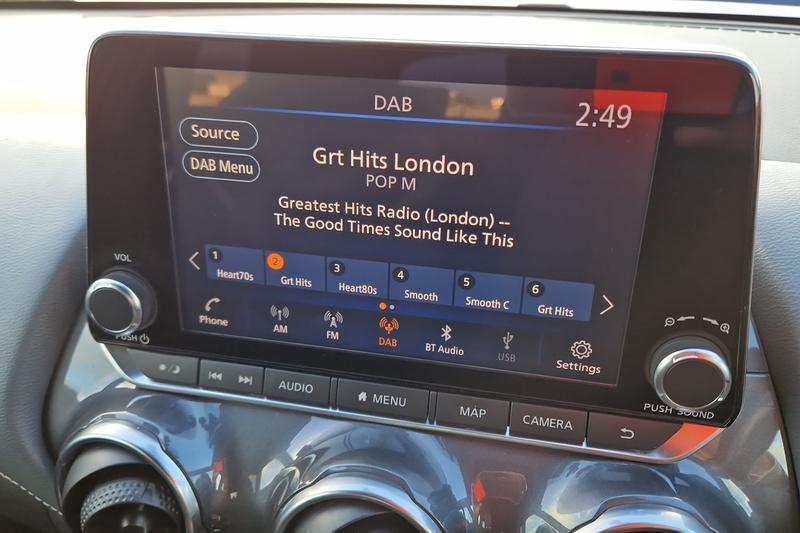 DAB
2:49
Source
DAB Menu
Grt Hits London
POP M
Greatest Hits Radio (London) --
The Good Times Sound Like This
1 Heart70s
2 Grt Hits
3 Heart80s
4 Smooth
5 Smooth C
6 Grt Hits
Phone
AM
FM
DAB
BT Audio
USB
Settings
VOL
PUSH
AUDIO
MENU
MAP
CAMERA
PUSH SOUND